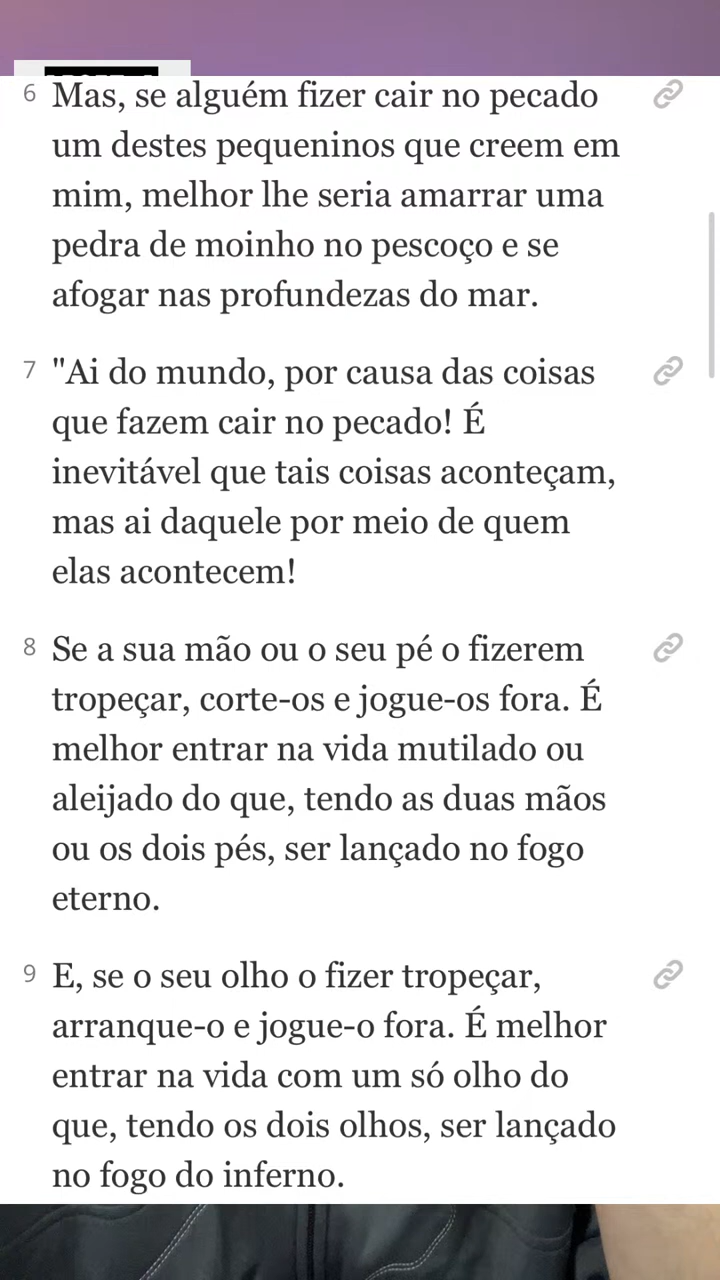 6 Mas, se alguém fizer cair no pecado
um destes pequeninos que creem em
mim, melhor lhe seria amarrar uma
pedra de moinho no pescoço e se
afogar nas profundezas do mar.
7 "Ai do mundo, por causa das coisas
que fazem cair no pecado! É
inevitável que tais coisas aconteçam,
mas ai daquele por meio de quem
elas acontecem!
8 Se a sua mão ou o seu pé o fizerem
tropeçar, corte-os e jogue-os fora. É
melhor entrar na vida mutilado ou
aleijado do que, tendo as duas mãos
ou os dois pés, ser lançado no fogo
eterno.
9 E, se o seu olho o fizer tropeçar,
arranque-o e jogue-o fora. É melhor
entrar na vida com um só olho do
que, tendo os dois olhos, ser lançado
no fogo do inferno.